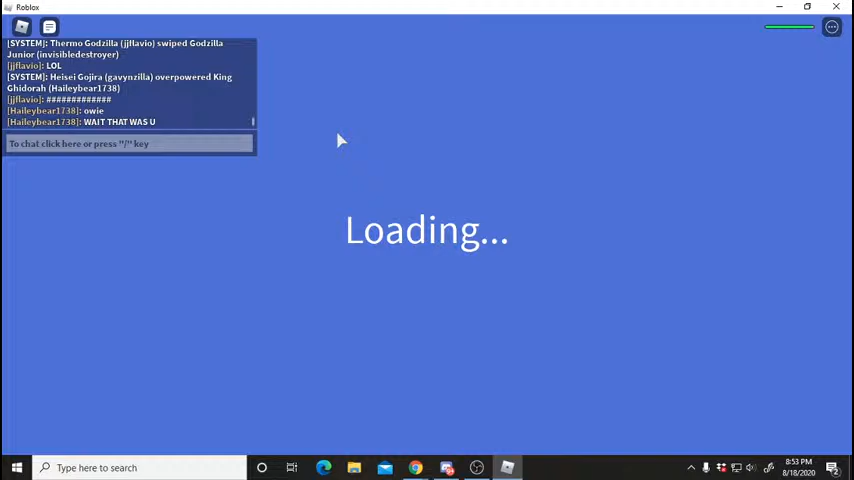 Roblox
[SYSTEM]: Thermo Godzilla (jjflavio) swiped Godzilla
Junior (invisibledestroyer)
[jjflavio]: LOL
[SYSTEM]: Heisei Gojira (gavynzilla) overpowered King
Ghidorah (Haileybear1738)
[jjflavio]: #############
[Haileybear1738]: owie
[Haileybear1738]: WAIT THAT WAS U
To chat click here or press "/" key
Loading...
Type here to search
8:53 PM
8/18/2020
2